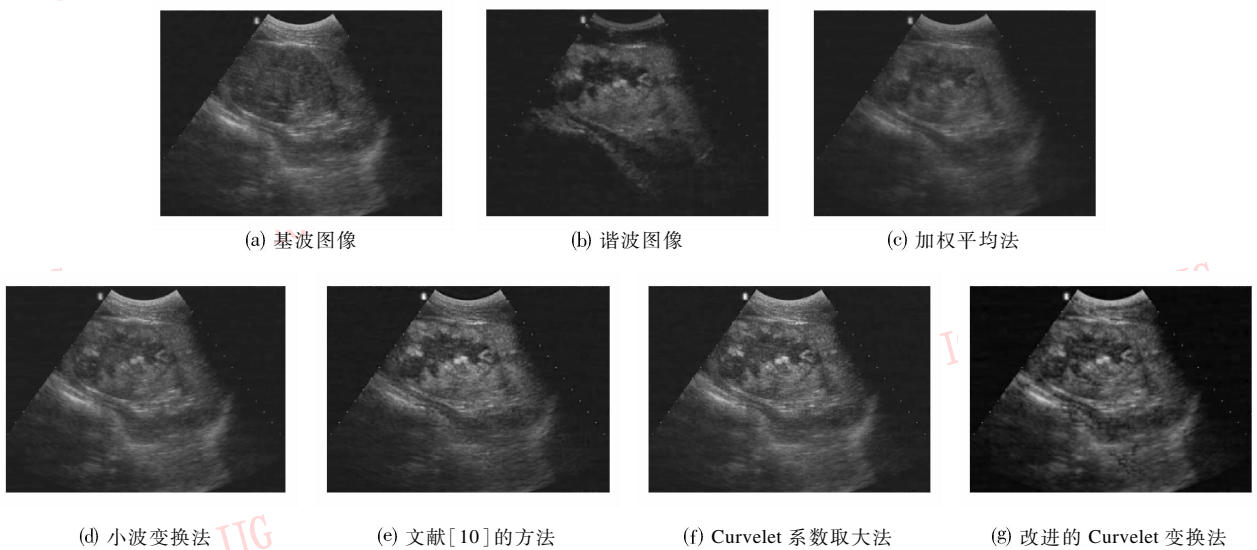 (a) 基波图像
(b) 谐波图像
(c) 加权平均法
(d) 小波变换法
(e) 文献[10]的方法
(f) Curvelet 系数取大法
(g) 改进的 Curvelet 变换法
JIG